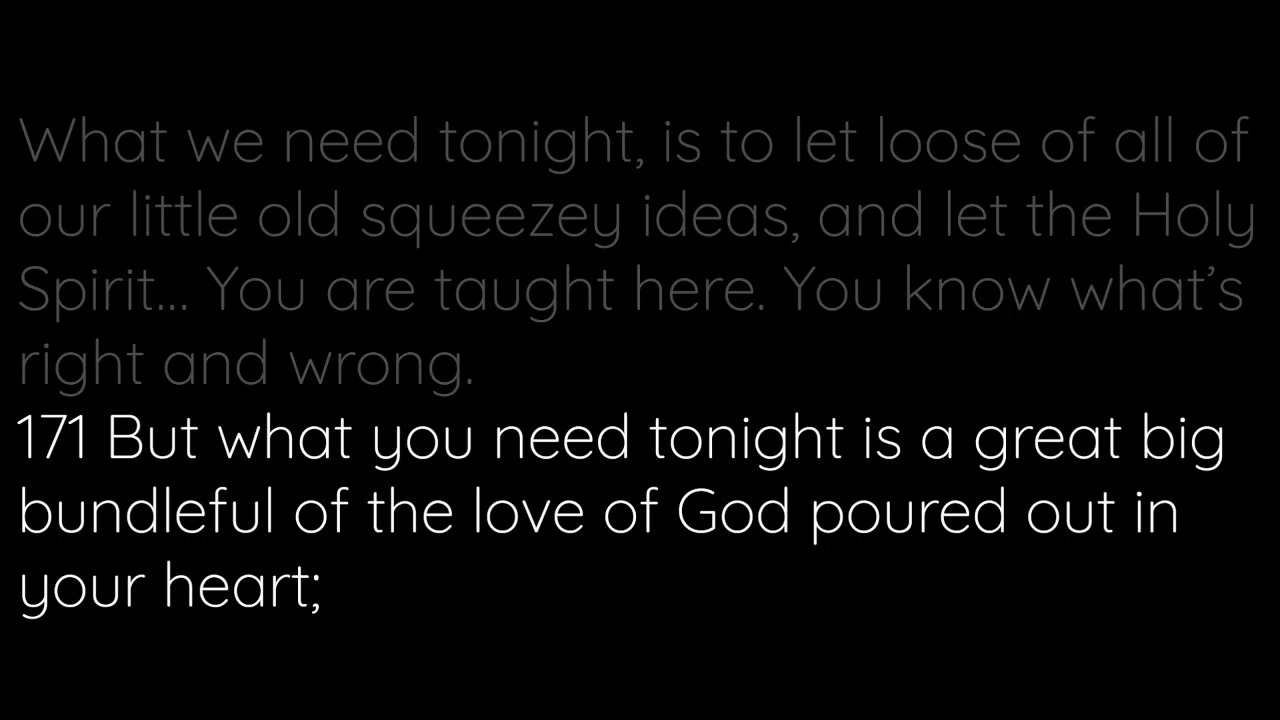 What we need tonight, is to let loose of all of
our little old squeezey ideas, and let the Holy
Spirit... You are taught here. You know what’s
right and wrong.
171 But what you need tonight is a great big
bundleful of the love of God poured out in
your heart;